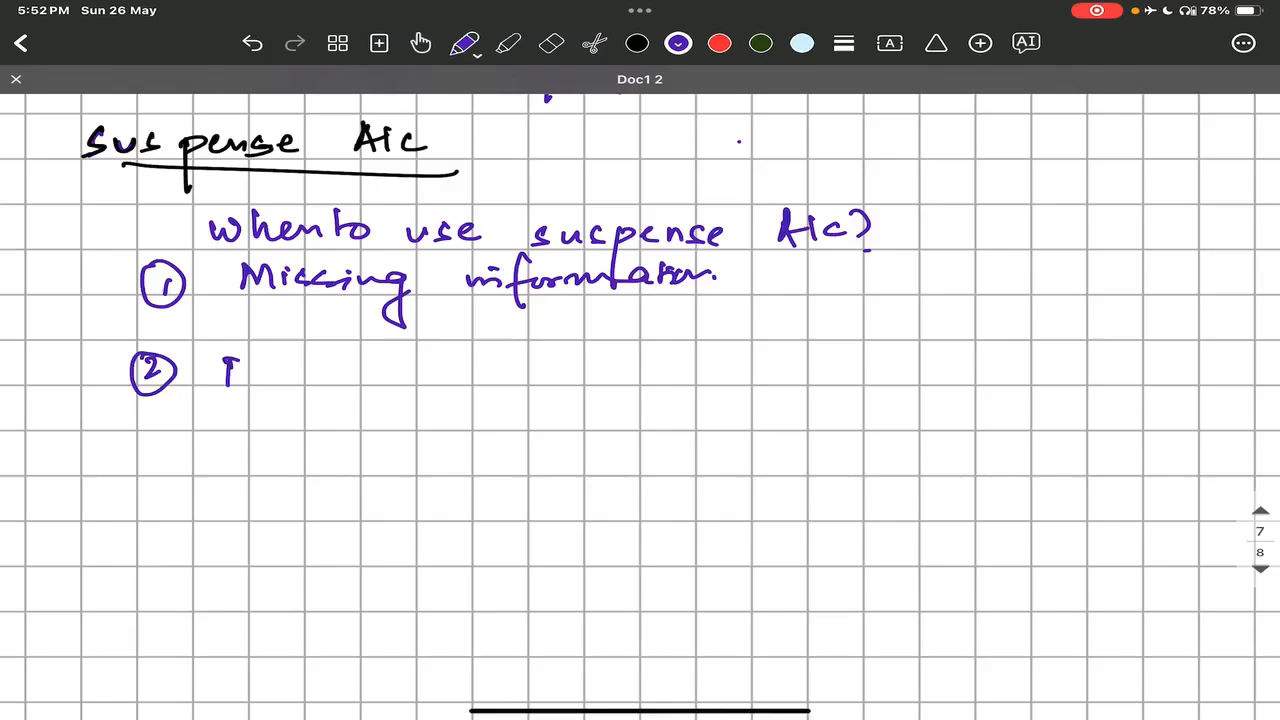 5:52 PM Sun 26 May
78%
A
AI
Doc1 2
Suspense A/c
When to use suspense A/c?
① Missing information.
②
7
8